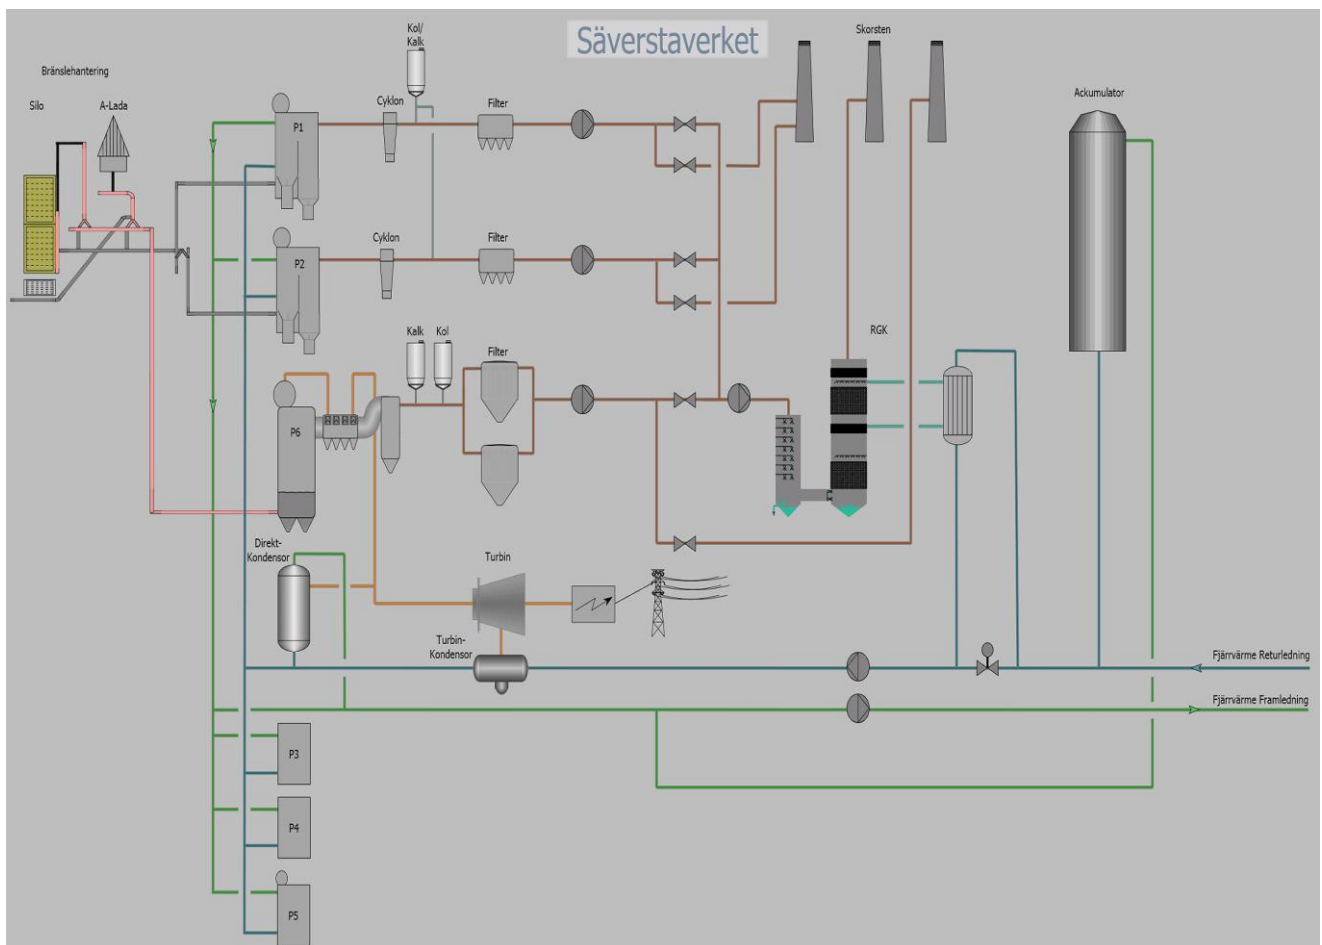 Säverstaverket
Kol/
Kalk
Skorsten
Bränslehantering
Silo
A-Lada
Cyklon
Filter
Ackumulator
P1
Cyklon
Filter
P2
Kalk
Kol
Filter
RGK
P6
Direkt-
Kondensor
Turbin
Turbin-
Kondensor
Fjärrvärme Returledning
Fjärrvärme Framledning
P3
P4
P5